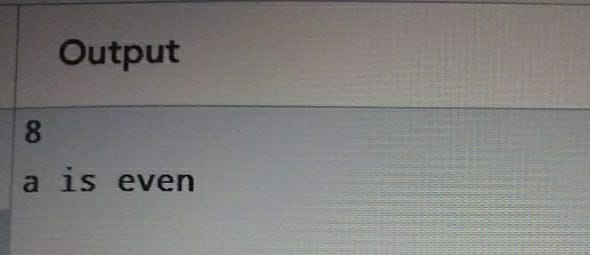 Output
8
a is even